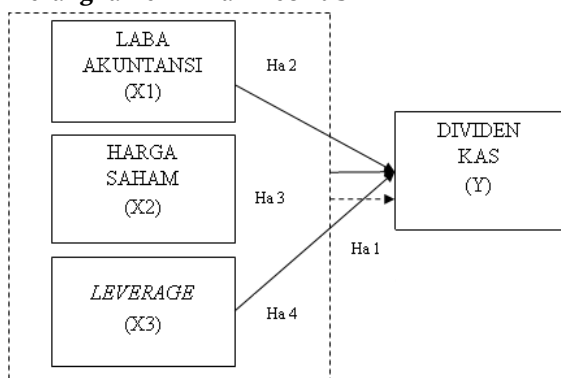 LABA
AKUNTANSI
(X1)
Ha 2
HARGA
SAHAM
(X2)
Ha 3
DIVIDEN
KAS
(Y)
Ha 1
LEVERAGE
(X3)
Ha 4